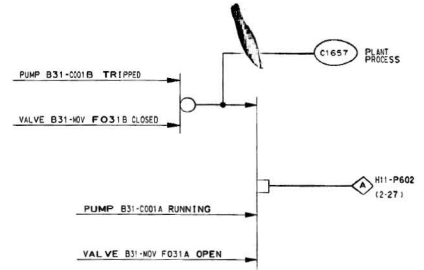 C1657
PLANT
PROCESS
PUMP B31-C001B TRIPPED
VALVE B31-MOV F031B CLOSED
A
H11-P602
(2-27)
PUMP B31-C001A RUNNING
VALVE B31-MOV F031A OPEN